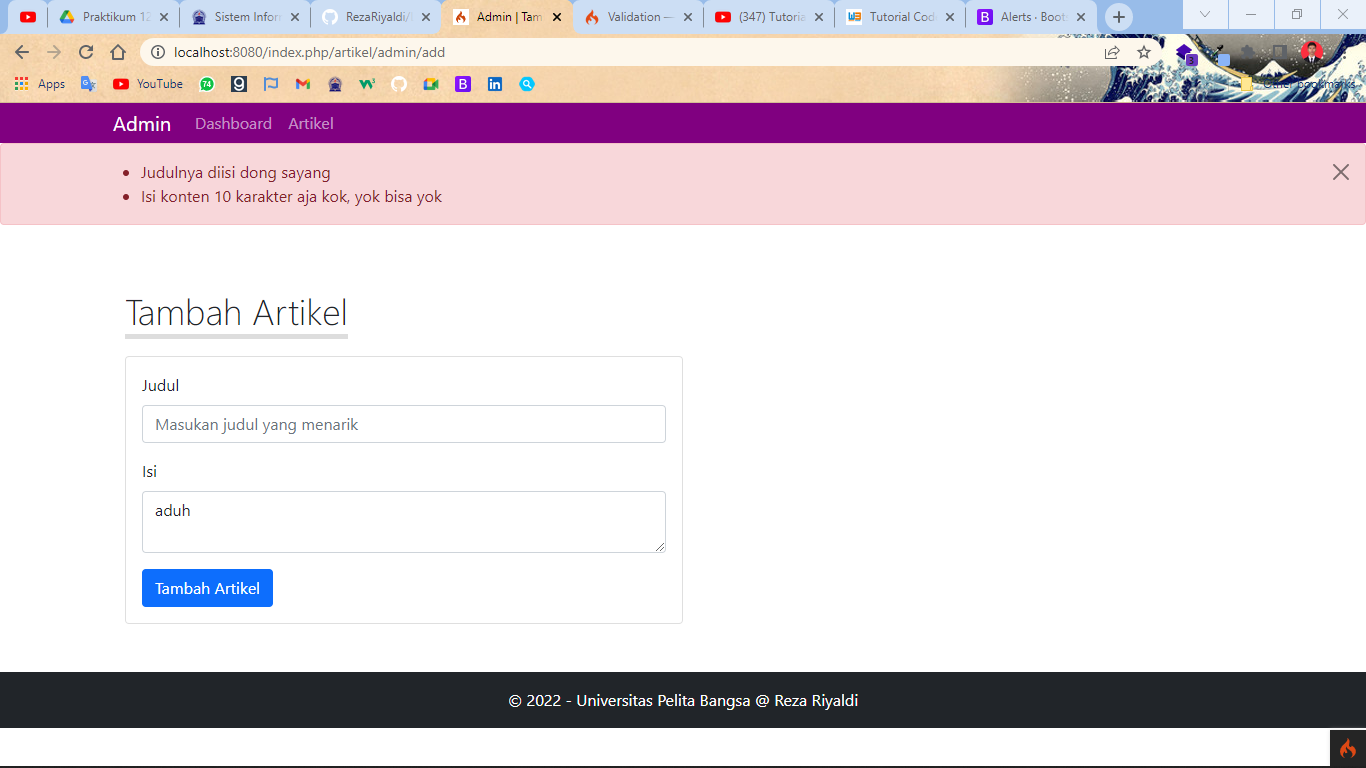 Praktikum 12
Sistem Infor
RezaRiyaldi/
Admin | Tam
Validation —
(347) Tutoria
Tutorial Cod
Alerts · Boot
localhost:8080/index.php/artikel/admin/add
3
Apps
YouTube
74
Other bookmarks
Admin
Dashboard
Artikel
Judulnya diisi dong sayang
Isi konten 10 karakter aja kok, yok bisa yok
Tambah Artikel
Judul
Masukan judul yang menarik
Isi
aduh
Tambah Artikel
© 2022 - Universitas Pelita Bangsa @ Reza Riyaldi